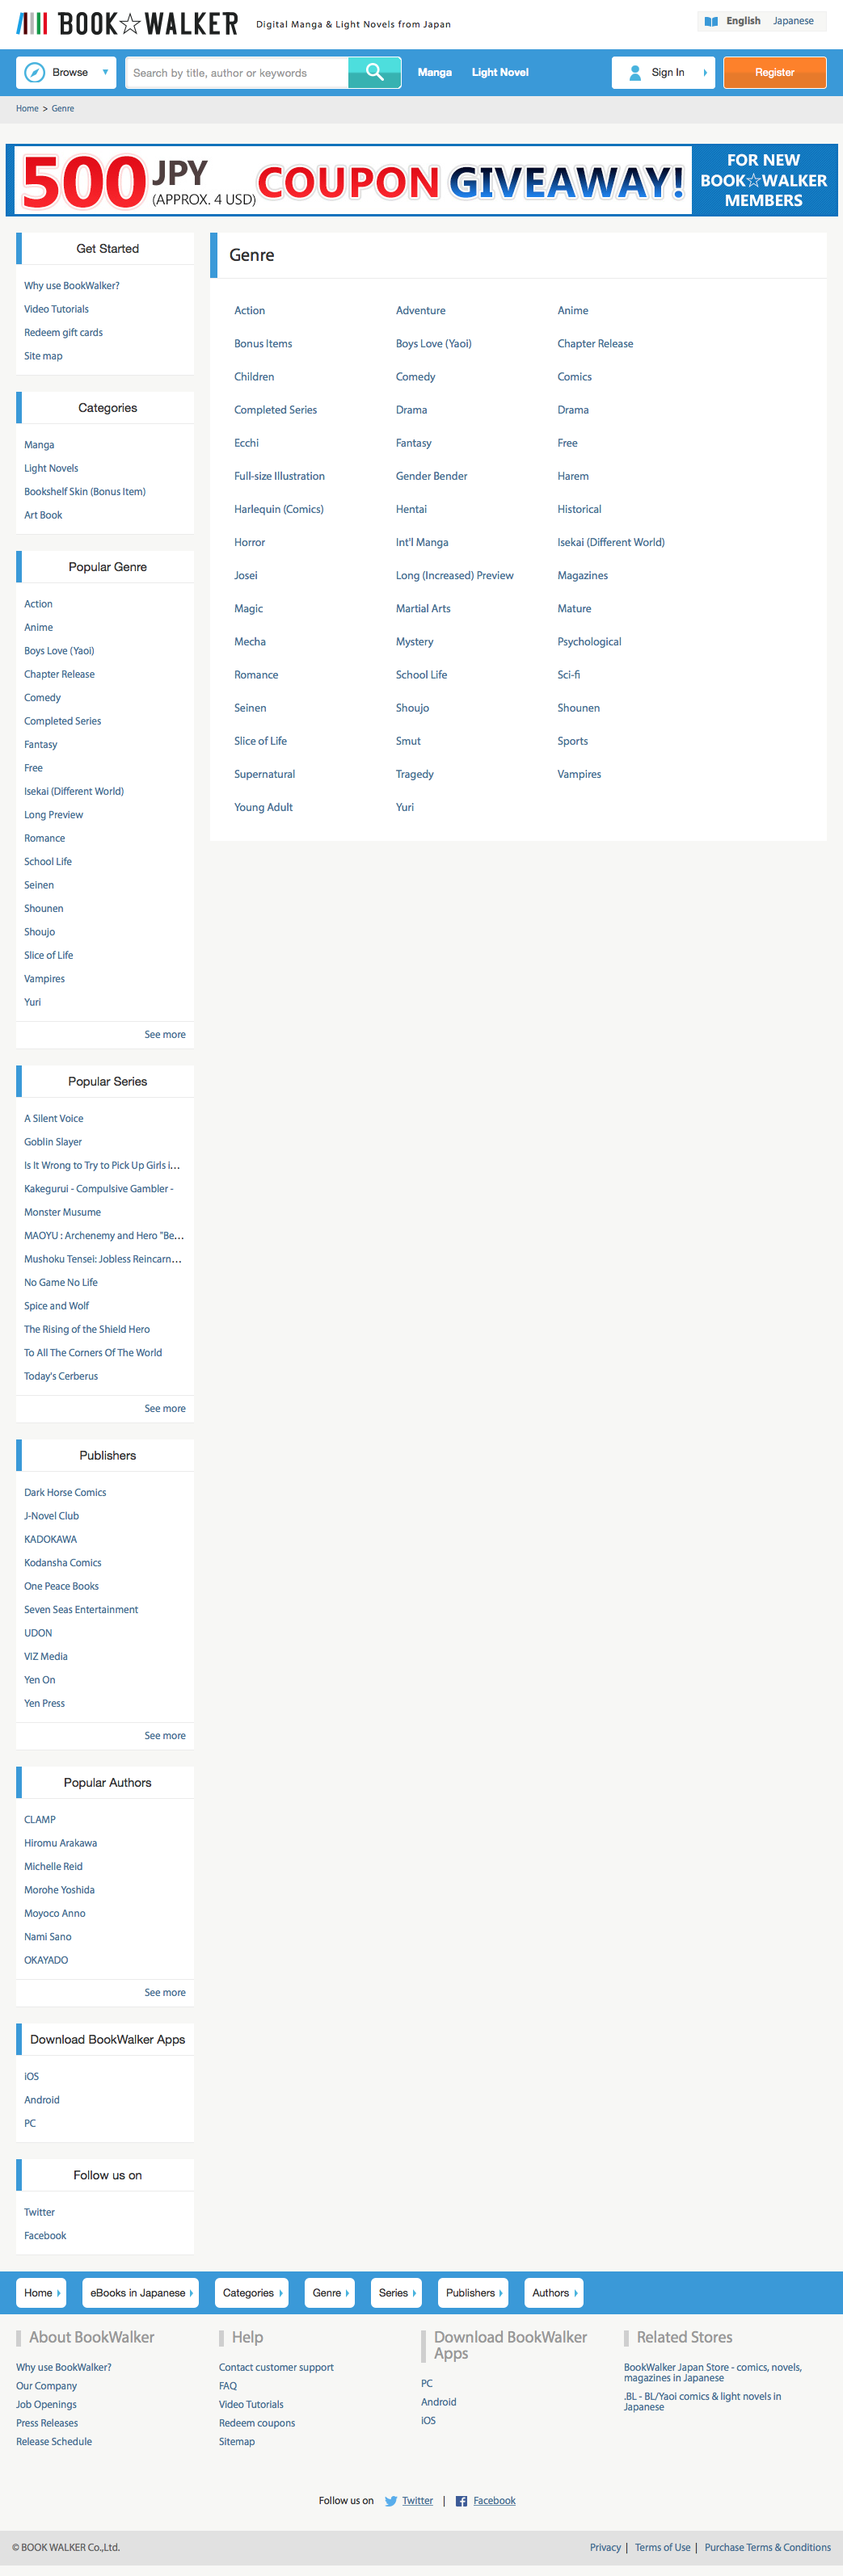 BOOK☆WALKER Digital Manga & Light Novels from Japan
English Japanese
Browse
Search by title, author or keywords
Manga Light Novel
Sign In
Register
Home > Genre
500 JPY (APPROX. 4 USD) COUPON GIVEAWAY!
FOR NEW
BOOK☆WALKER
MEMBERS
Get Started
Why use BookWalker?
Video Tutorials
Redeem gift cards
Site map
Categories
Manga
Light Novels
Bookshelf Skin (Bonus Item)
Art Book
Popular Genre
Action
Anime
Boys Love (Yaoi)
Chapter Release
Comedy
Completed Series
Fantasy
Free
Isekai (Different World)
Long Preview
Romance
School Life
Seinen
Shounen
Shoujo
Slice of Life
Vampires
Yuri
See more
Popular Series
A Silent Voice
Goblin Slayer
Is It Wrong to Try to Pick Up Girls i...
Kakegurui - Compulsive Gambler -
Monster Musume
MAOYU : Archenemy and Hero "Be...
Mushoku Tensei: Jobless Reincarn...
No Game No Life
Spice and Wolf
The Rising of the Shield Hero
To All The Corners Of The World
Today's Cerberus
See more
Publishers
Dark Horse Comics
J-Novel Club
KADOKAWA
Kodansha Comics
One Peace Books
Seven Seas Entertainment
UDON
VIZ Media
Yen On
Yen Press
See more
Popular Authors
CLAMP
Hiromu Arakawa
Michelle Reid
Morohe Yoshida
Moyoco Anno
Nami Sano
OKAYADO
See more
Download BookWalker Apps
iOS
Android
PC
Follow us on
Twitter
Facebook
Genre
Action Adventure Anime
Bonus Items Boys Love (Yaoi) Chapter Release
Children Comedy Comics
Completed Series Drama Drama
Ecchi Fantasy Free
Full-size Illustration Gender Bender Harem
Harlequin (Comics) Hentai Historical
Horror Int'l Manga Isekai (Different World)
Josei Long (Increased) Preview Magazines
Magic Martial Arts Mature
Mecha Mystery Psychological
Romance School Life Sci-fi
Seinen Shoujo Shounen
Slice of Life Smut Sports
Supernatural Tragedy Vampires
Young Adult Yuri
Home eBooks in Japanese Categories Genre Series Publishers Authors
About BookWalker
Why use BookWalker?
Our Company
Job Openings
Press Releases
Release Schedule
Help
Contact customer support
FAQ
Video Tutorials
Redeem coupons
Sitemap
Download BookWalker
Apps
PC
Android
iOS
Related Stores
BookWalker Japan Store - comics, novels,
magazines in Japanese
.BL - BL/Yaoi comics & light novels in
Japanese
Follow us on Twitter | Facebook
© BOOK WALKER Co.,Ltd.
Privacy | Terms of Use | Purchase Terms & Conditions